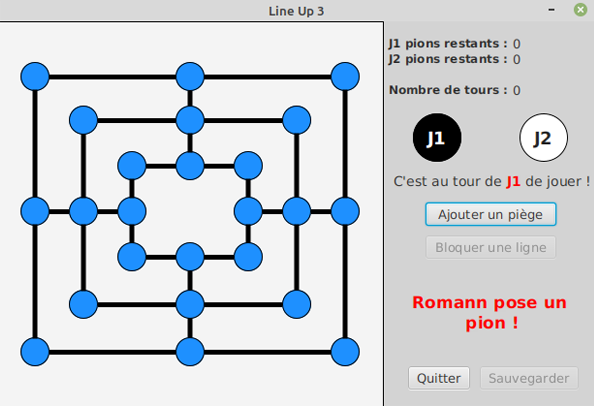 Line Up 3
J1 pions restants : 0
J2 pions restants : 0
Nombre de tours : 0
J1
J2
C'est au tour de J1 de jouer !
Ajouter un piège
Bloquer une ligne
Romann pose un
pion !
Quitter
Sauvegarder